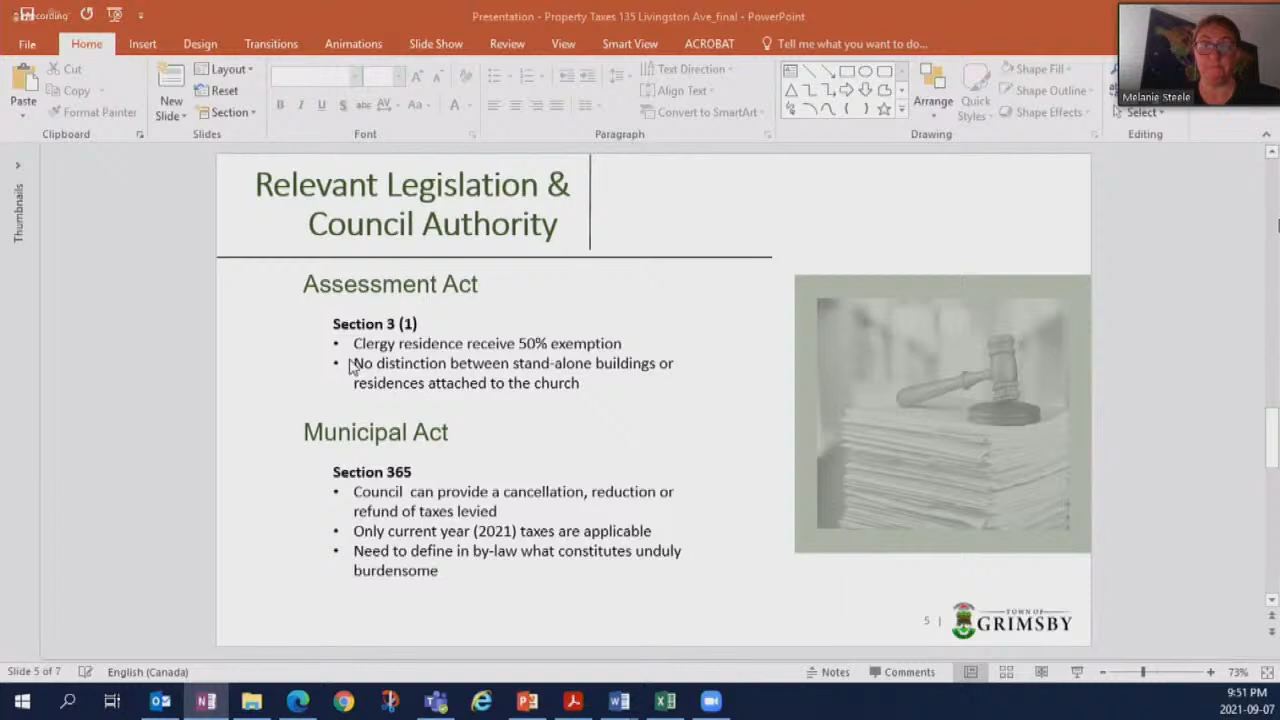 Recording
Presentation - Property Taxes 135 Livingston Ave_final - PowerPoint
File Home Insert Design Transitions Animations Slide Show Review View Smart View ACROBAT Tell me what you want to do...
Paste
Cut
Copy
Format Painter
Clipboard
New Slide
Layout
Reset
Section
Slides
B I U S abc AV Aa A
Font
Text Direction
Align Text
Convert to SmartArt
Paragraph
Arrange
Quick Styles
Shape Fill
Shape Outline
Shape Effects
Drawing
Select
Editing
Melanie Steele
Thumbnails
Relevant Legislation &
Council Authority
Assessment Act
Section 3 (1)
• Clergy residence receive 50% exemption
• No distinction between stand-alone buildings or
residences attached to the church
Municipal Act
Section 365
• Council can provide a cancellation, reduction or
refund of taxes levied
• Only current year (2021) taxes are applicable
• Need to define in by-law what constitutes unduly
burdensome
5 |
TOWN OF
GRIMSBY
Slide 5 of 7 English (Canada) Notes Comments 73%
9:51 PM
2021-09-07